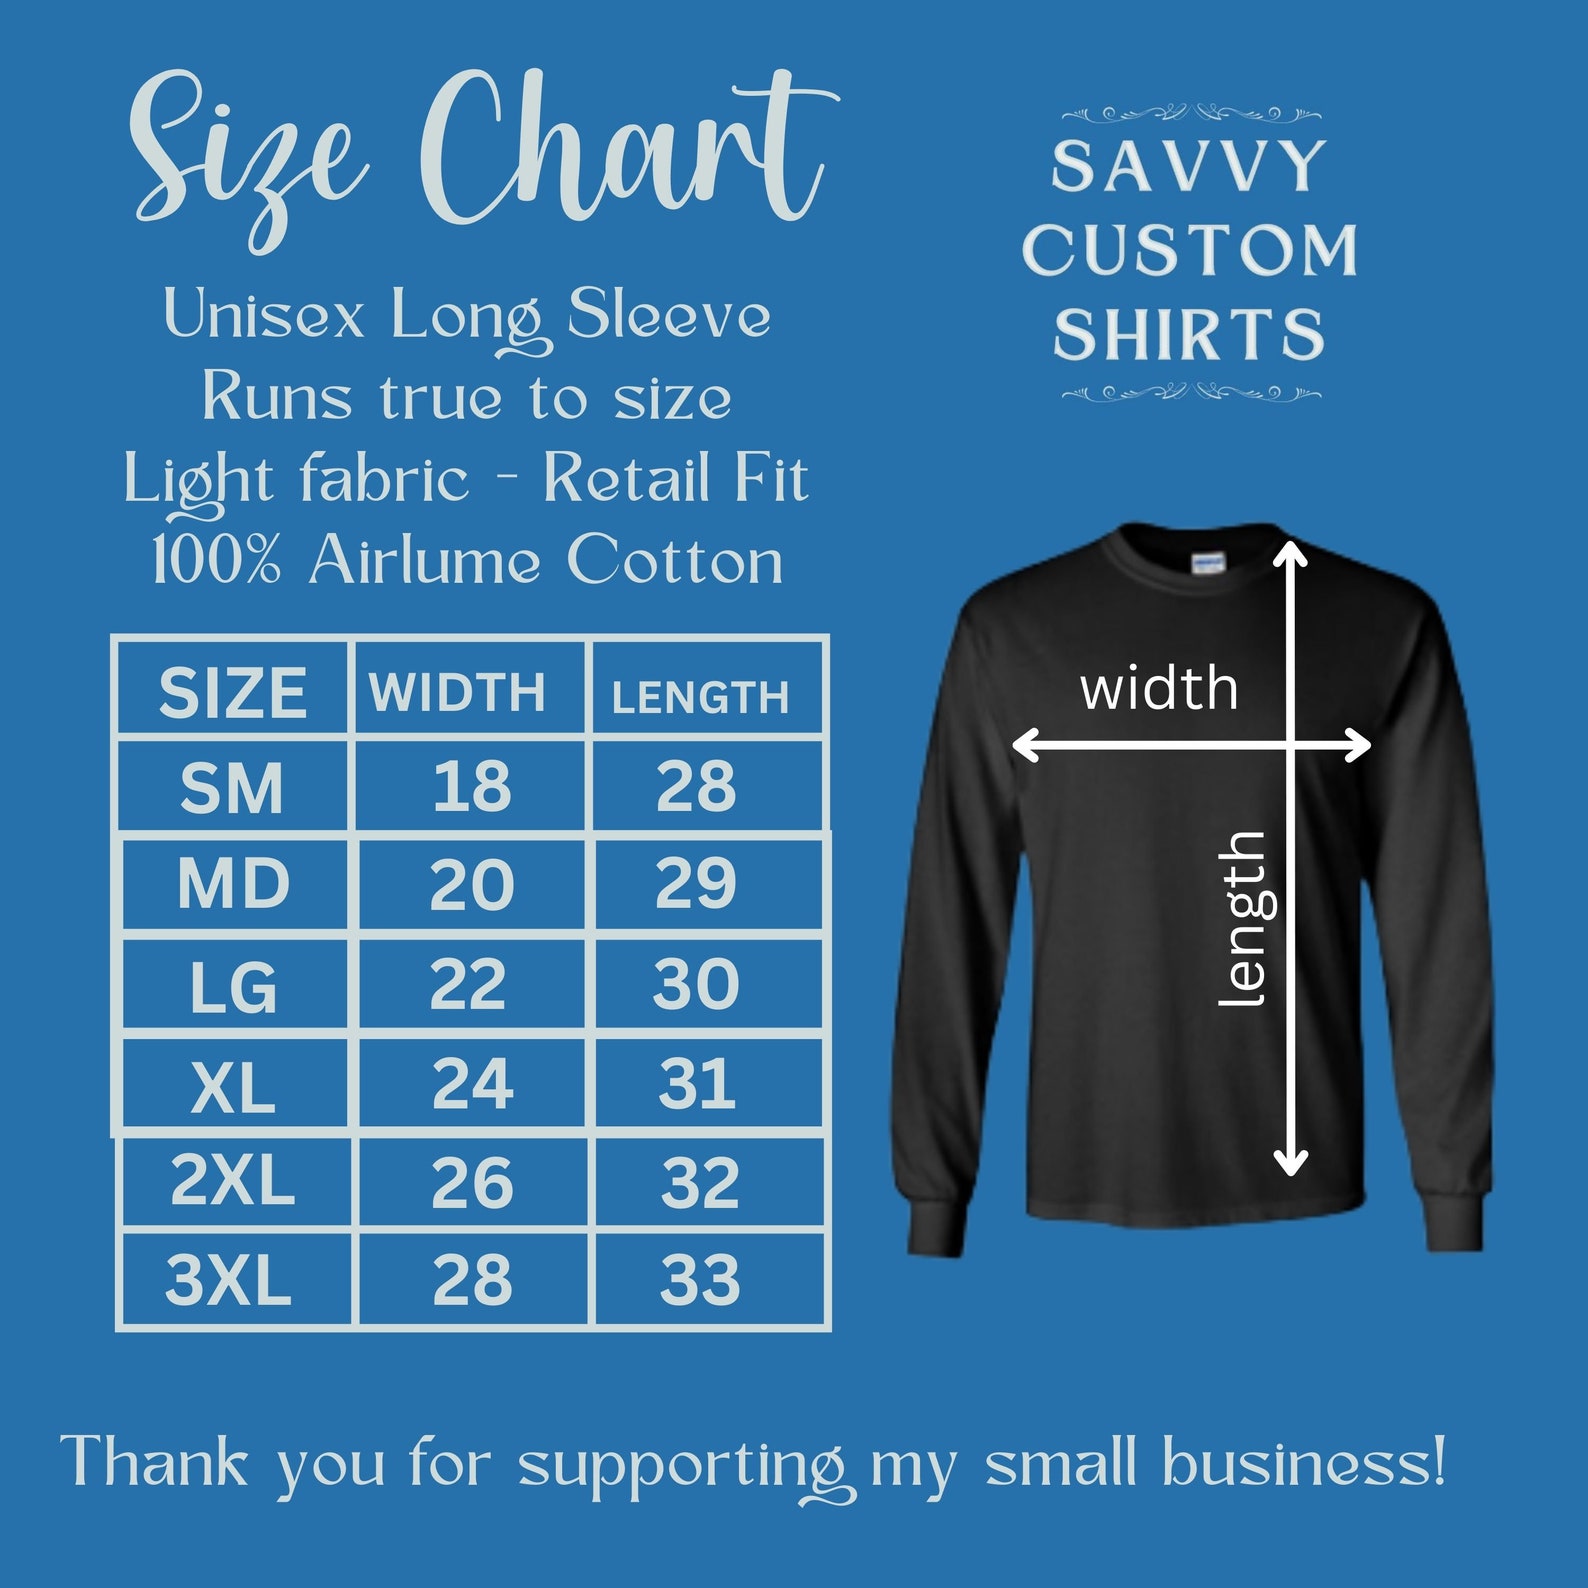 Size Chart
Unisex Long Sleeve
Runs true to size
Light fabric - Retail Fit
100% Airlume Cotton
SAVVY
CUSTOM
SHIRTS
SIZE WIDTH LENGTH
SM 18 28
MD 20 29
LG 22 30
XL 24 31
2XL 26 32
3XL 28 33
width
length
Thank you for supporting my small business!